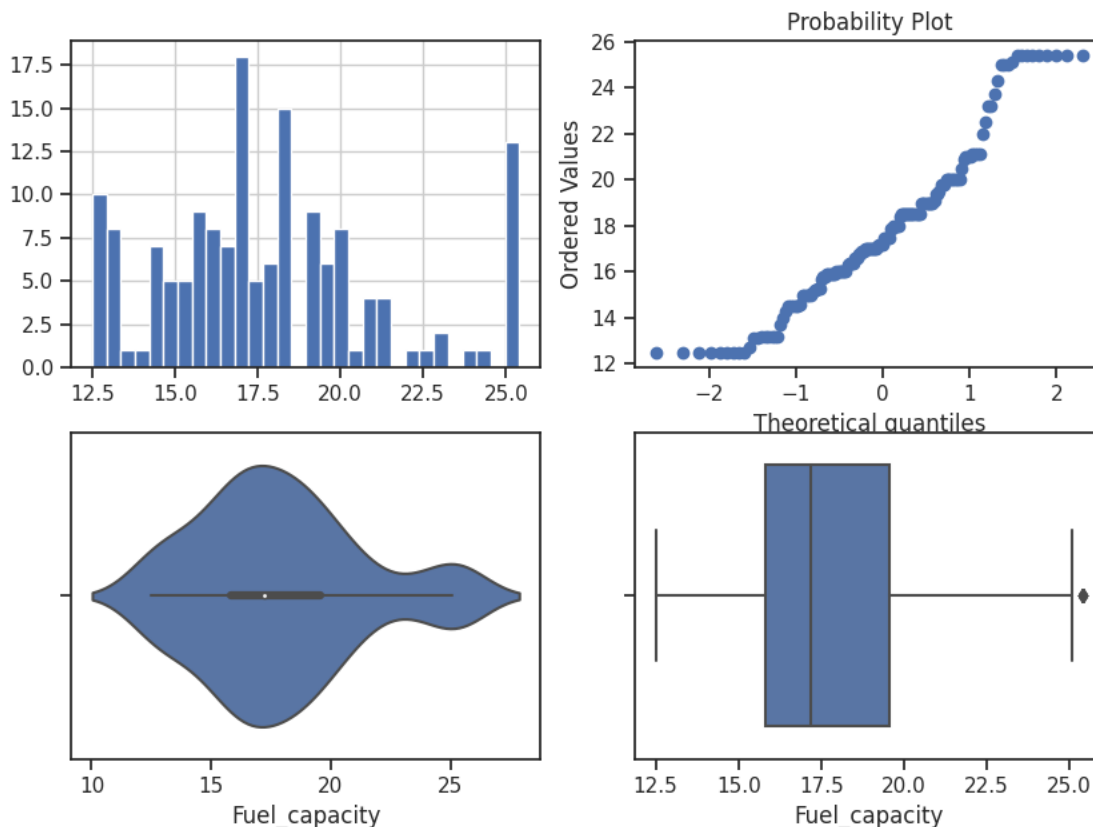 Probability Plot
17.5
15.0
12.5
10.0
7.5
5.0
2.5
0.0
12.5 15.0 17.5 20.0 22.5 25.0
Ordered Values
26
24
22
20
18
16
14
12
−2 −1 0 1 2
Theoretical quantiles
10 15 20 25
Fuel_capacity
12.5 15.0 17.5 20.0 22.5 25.0
Fuel_capacity